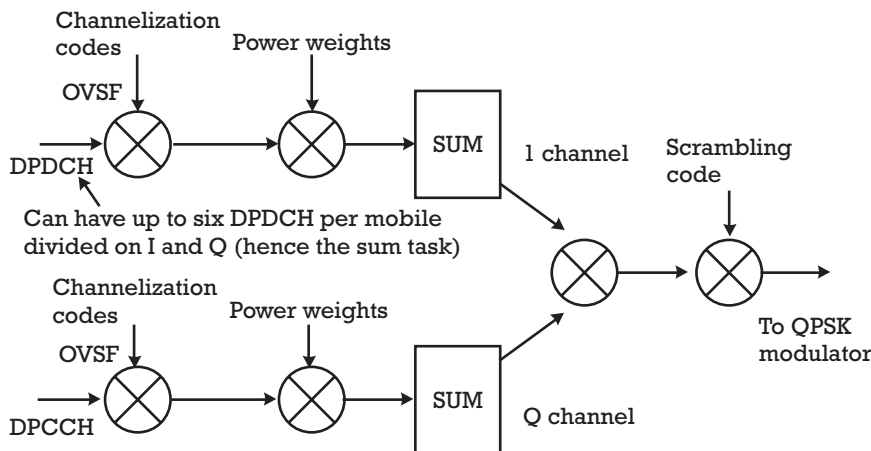 Channelization
codes
Power weights
OVSF
SUM
1 channel
Scrambling
code
DPDCH
Can have up to six DPDCH per mobile
divided on I and Q (hence the sum task)
Channelization
codes
Power weights
OVSF
To QPSK
modulator
SUM
DPCCH
Q channel